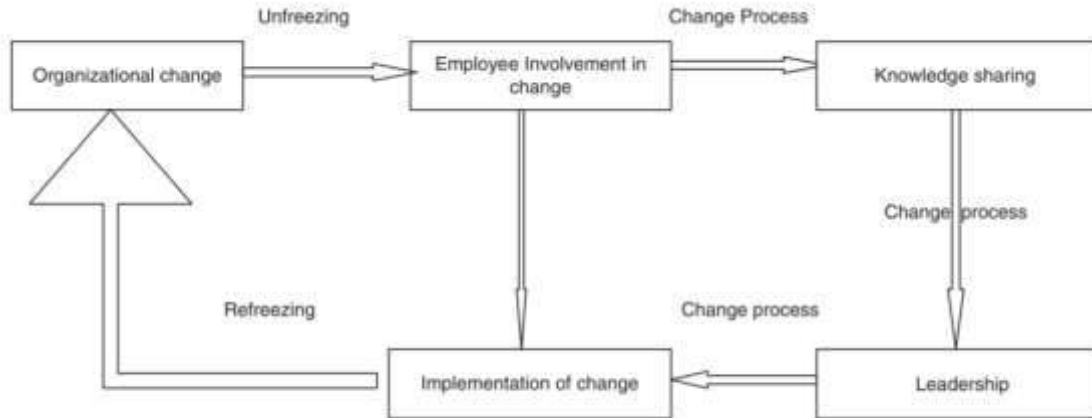 Unfreezing
Change Process
Organizational change
Employee Involvement in
change
Knowledge sharing
Change process
Refreezing
Change process
Implementation of change
Leadership